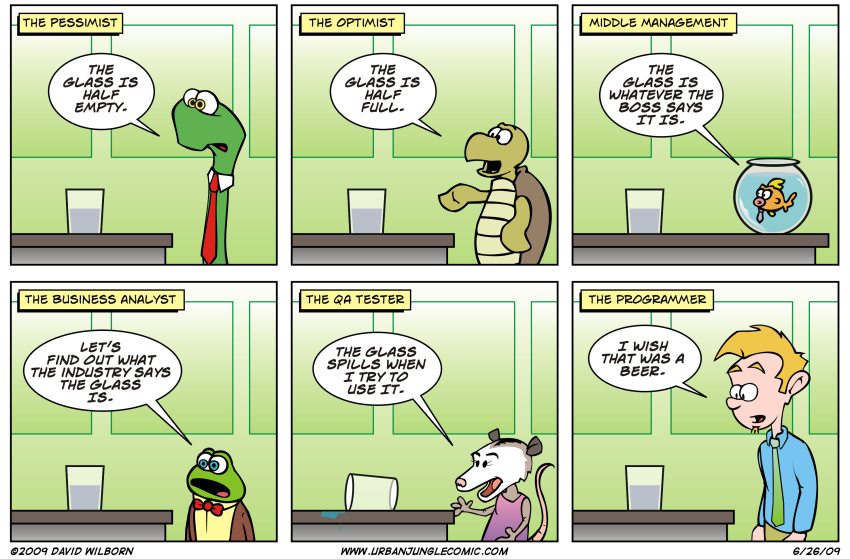 THE PESSIMIST
THE
GLASS IS
HALF
EMPTY.
THE OPTIMIST
THE
GLASS IS
HALF
FULL.
MIDDLE MANAGEMENT
THE
GLASS IS
WHATEVER THE
BOSS SAYS
IT IS.
THE BUSINESS ANALYST
LET'S
FIND OUT WHAT
THE INDUSTRY SAYS
THE GLASS
IS.
THE QA TESTER
THE GLASS
SPILLS WHEN
I TRY TO
USE IT.
THE PROGRAMMER
I WISH
THAT WAS A
BEER.
©2009 DAVID WILBORN
WWW.URBANJUNGLECOMIC.COM
6/26/09